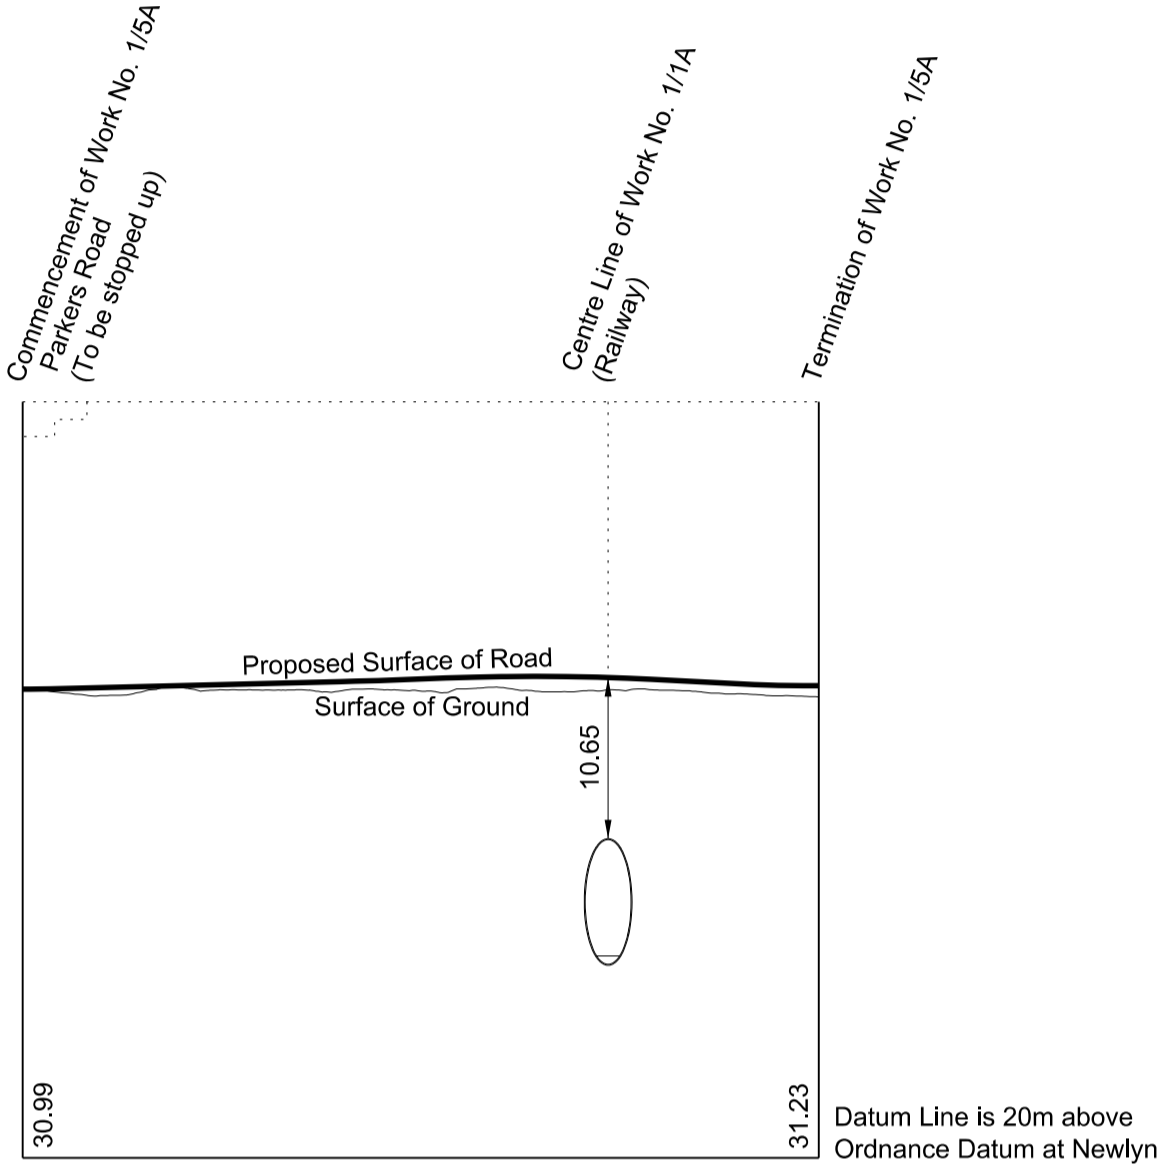 Commencement of Work No. 1/5A
Parkers Road
(To be stopped up)
Centre Line of Work No. 1/1A
(Railway)
Termination of Work No. 1/5A
Proposed Surface of Road
Surface of Ground
10.65
30.99
31.23
Datum Line is 20m above
Ordnance Datum at Newlyn